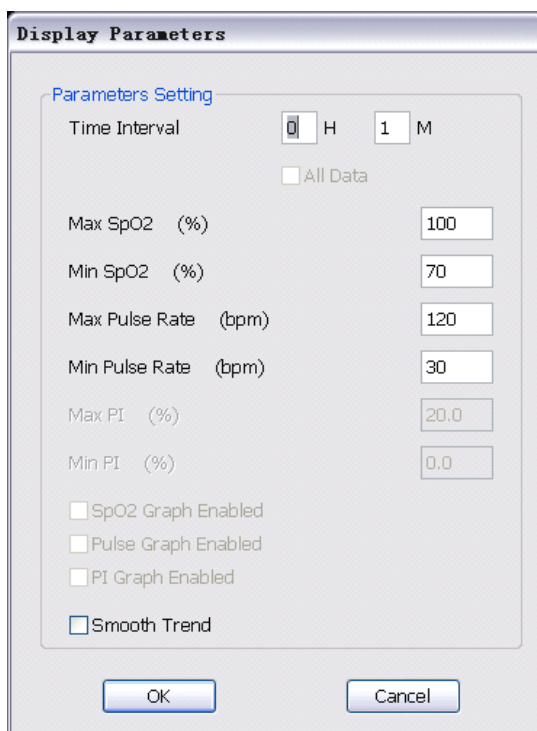 Display Parameters
Parameters Setting
Time Interval 0 H 1 M
All Data
Max SpO2 (%) 100
Min SpO2 (%) 70
Max Pulse Rate (bpm) 120
Min Pulse Rate (bpm) 30
Max PI (%) 20.0
Min PI (%) 0.0
SpO2 Graph Enabled
Pulse Graph Enabled
PI Graph Enabled
Smooth Trend
OK Cancel